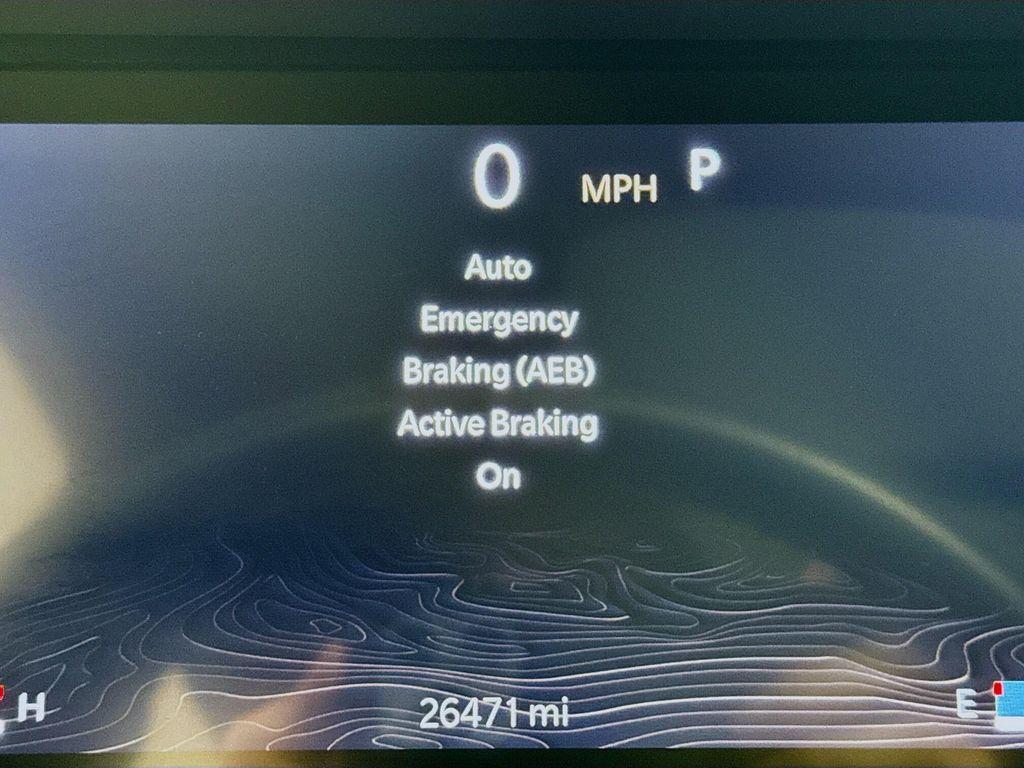 0 MPH P
Auto
Emergency
Braking (AEB)
Active Braking
On
H 26471 mi E